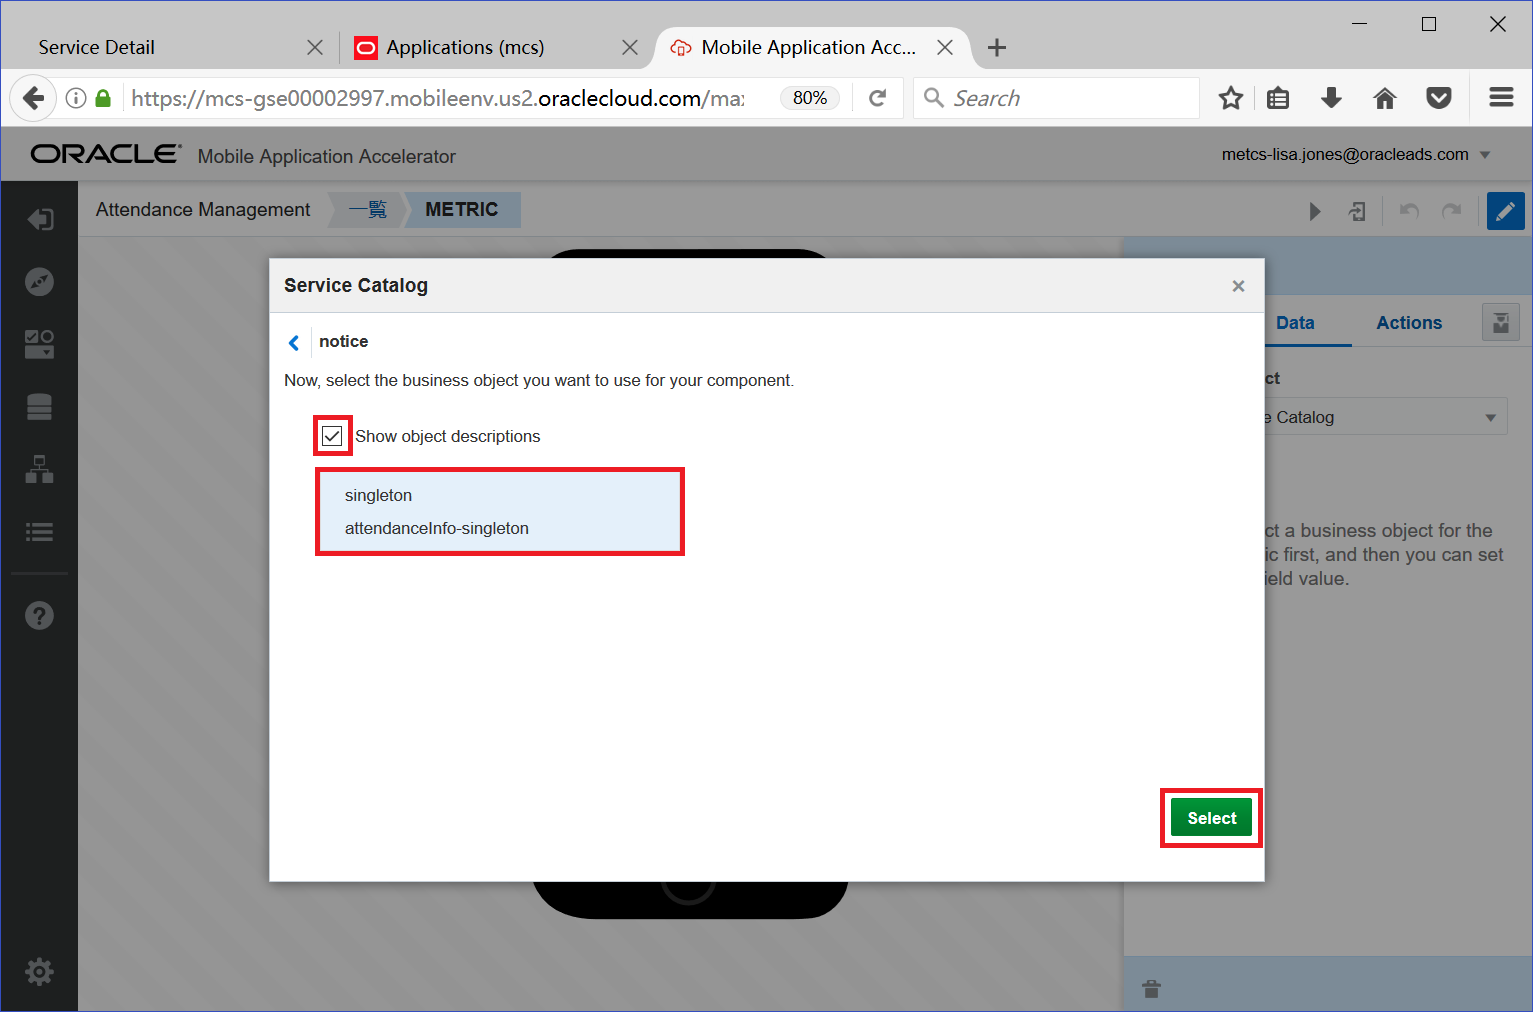 Service Detail
Applications (mcs)
Mobile Application Acc...
https://mcs-gse00002997.mobileenv.us2.oraclecloud.com/max
80%
Search
ORACLE
Mobile Application Accelerator
metcs-lisa.jones@oracleads.com
Attendance Management
一覧
METRIC
Service Catalog
notice
Now, select the business object you want to use for your component.
Show object descriptions
singleton
attendanceInfo-singleton
Select
Data
Actions
ct
e Catalog
ct a business object for the
ic first, and then you can set
ield value.